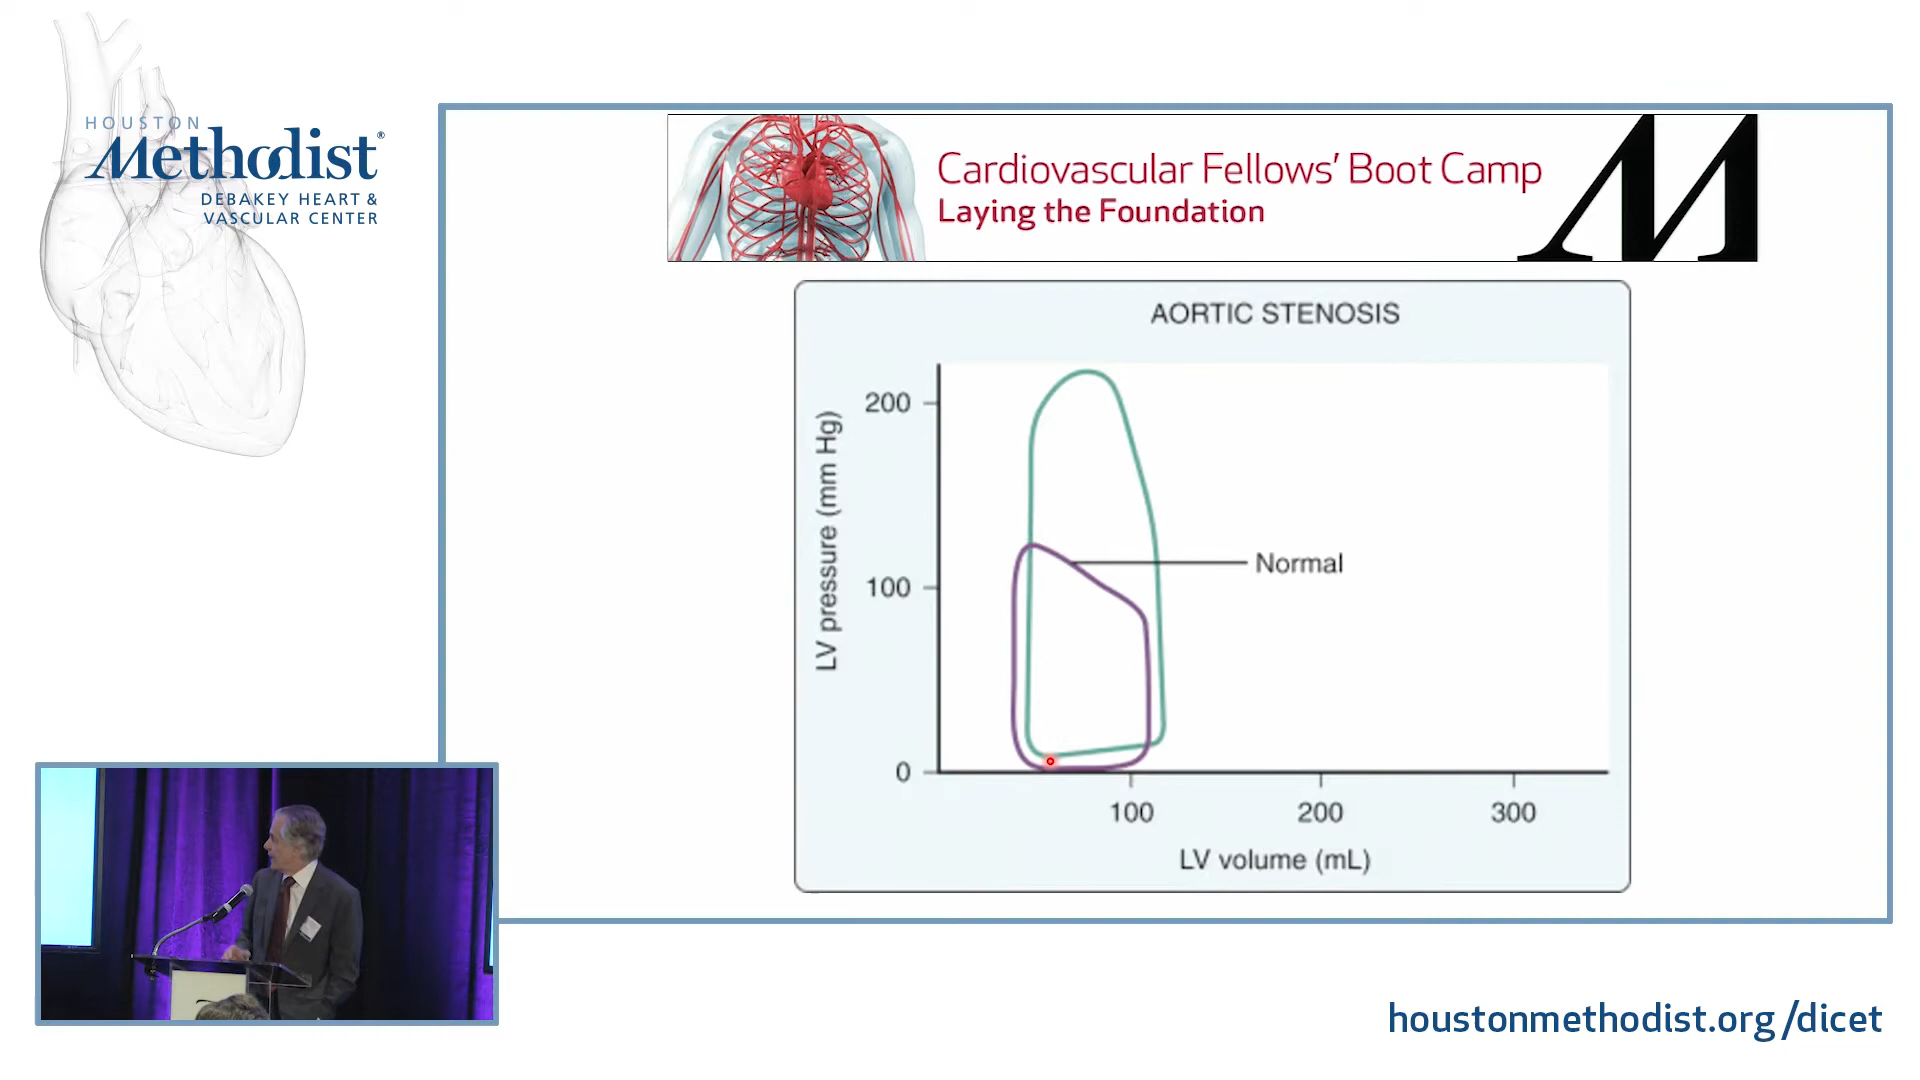 HOUSTON
Methodist®
DEBAKEY HEART &
VASCULAR CENTER
Cardiovascular Fellows' Boot Camp
Laying the Foundation
M
AORTIC STENOSIS
LV pressure (mm Hg)
200
100
0
Normal
100 200 300
LV volume (mL)
houstonmethodist.org/dicet